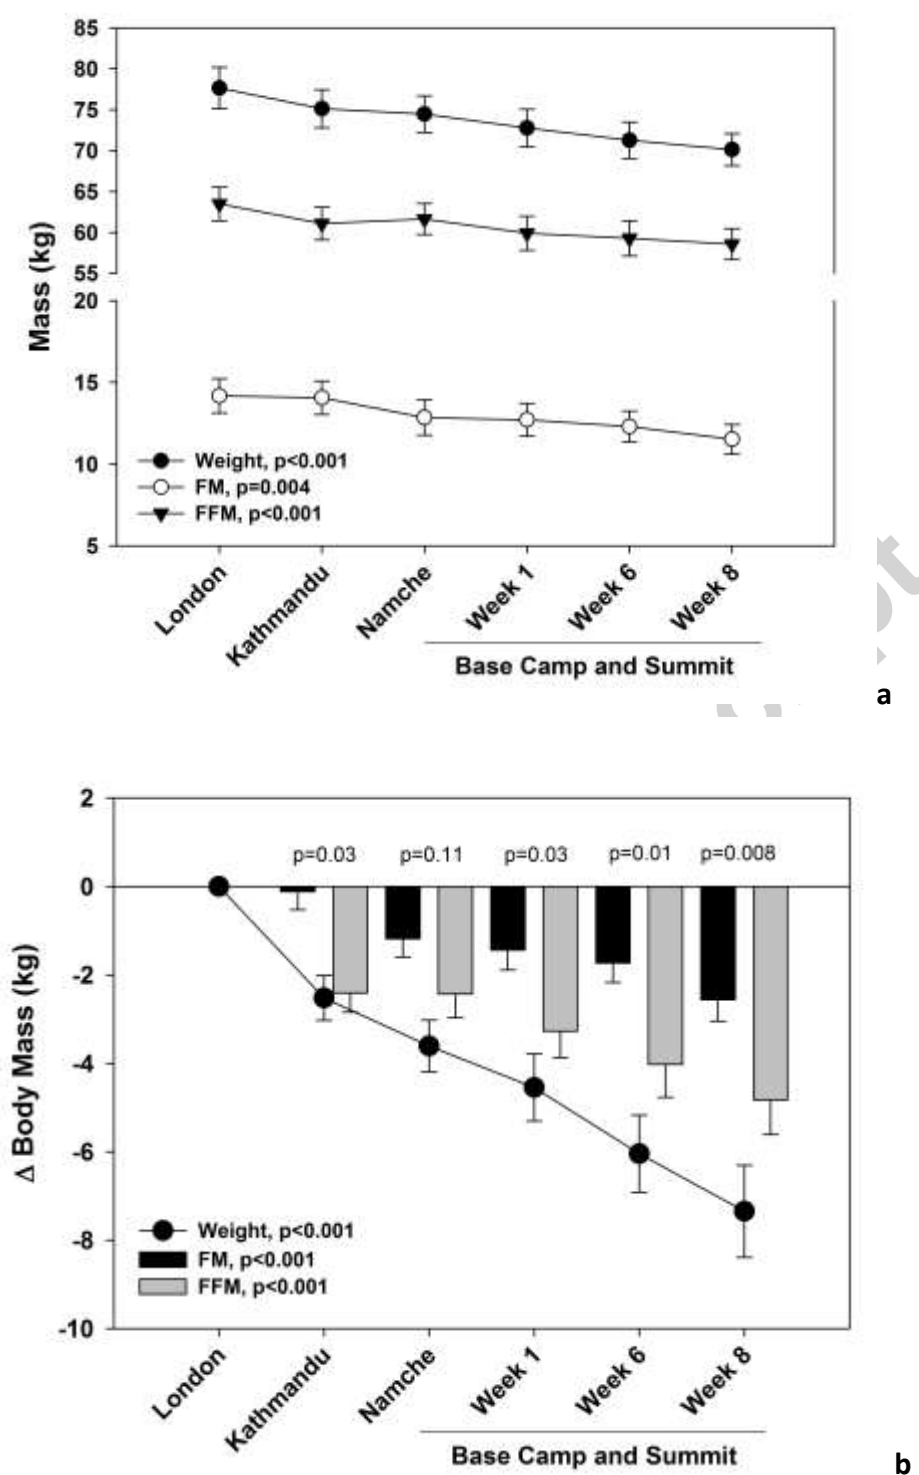 85
80
75
70
65
60
55
20
15
10
5
Mass (kg)
Weight, p<0.001
FM, p=0.004
FFM, p<0.001
London
Kathmandu
Namche
Week 1
Week 6
Week 8
Base Camp and Summit
a
2
0
-2
-4
-6
-8
-10
Δ Body Mass (kg)
p=0.03
p=0.11
p=0.03
p=0.01
p=0.008
Weight, p<0.001
FM, p<0.001
FFM, p<0.001
London
Kathmandu
Namche
Week 1
Week 6
Week 8
Base Camp and Summit
b